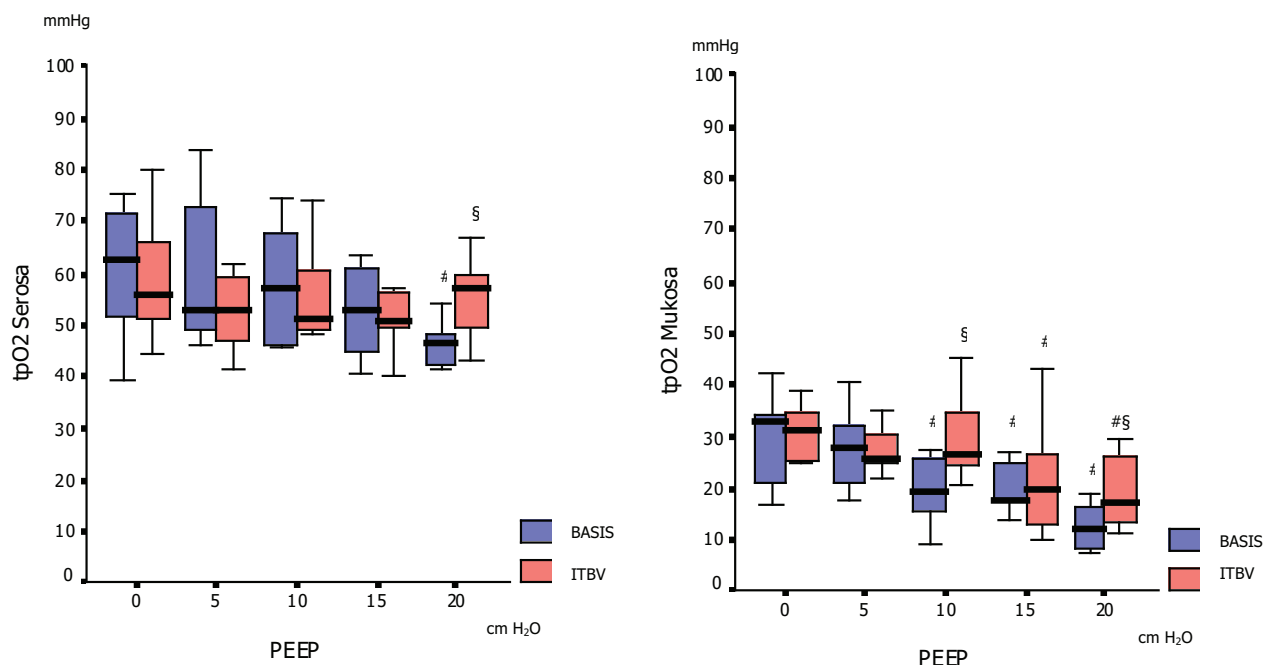 mmHg
100
90
80
70
60
50
40
30
20
10
0
tpO2 Serosa
§
#
BASIS
ITBV
0 5 10 15 20
cm H₂O
PEEP
mmHg
100
90
80
70
60
50
40
30
20
10
0
tpO2 Mukosa
§ #
# # #§
#
BASIS
ITBV
0 5 10 15 20
cm H₂O
PEEP